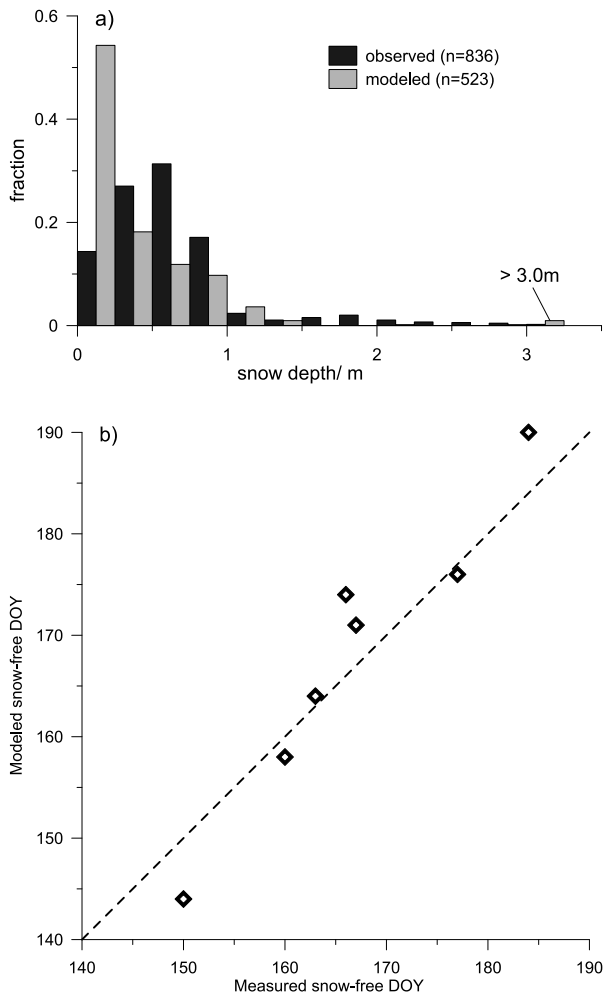 0.6
a)
observed (n=836)
modeled (n=523)
0.4
fraction
0.2
> 3.0m
0
0 1 2 3
snow depth/ m
190
b)
180
170
Modeled snow-free DOY
160
150
140
140 150 160 170 180 190
Measured snow-free DOY